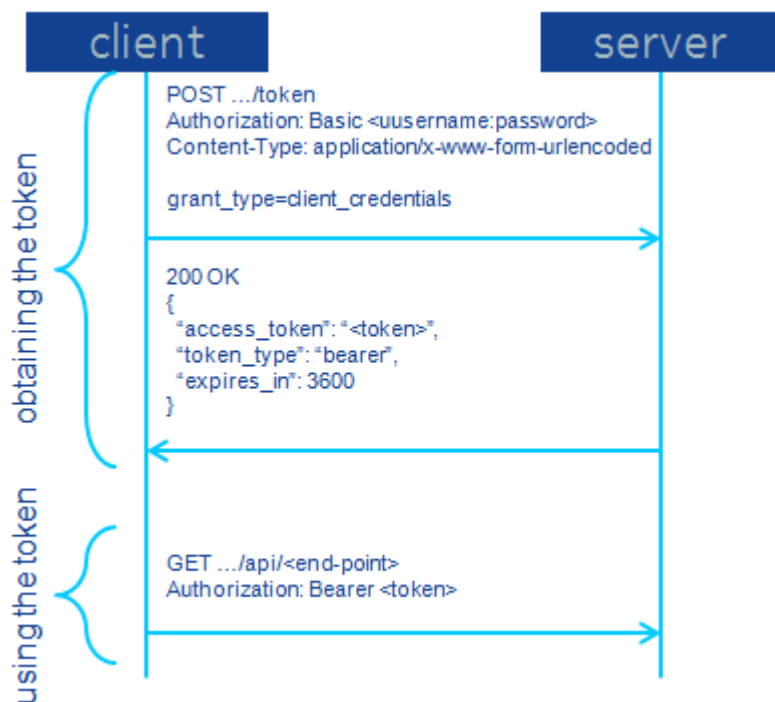 client
server
obtaining the token
POST .../token
Authorization: Basic <uusername:password>
Content-Type: application/x-www-form-urlencoded
grant_type=client_credentials
200 OK
{
“access_token”: “<token>”,
“token_type”: “bearer”,
“expires_in”: 3600
}
using the token
GET .../api/<end-point>
Authorization: Bearer <token>